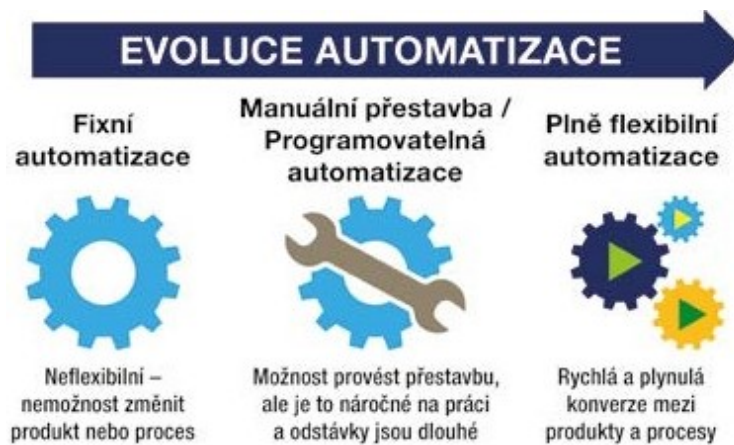 EVOLUCE AUTOMATIZACE
Fixní
automatizace
Manuální přestavba /
Programovatelná
automatizace
Plně flexibilní
automatizace
Neflexibilní –
nemožnost změnit
produkt nebo proces
Možnost provést přestavbu,
ale je to náročné na práci
a odstávky jsou dlouhé
Rychlá a plynulá
konverze mezi
produkty a procesy